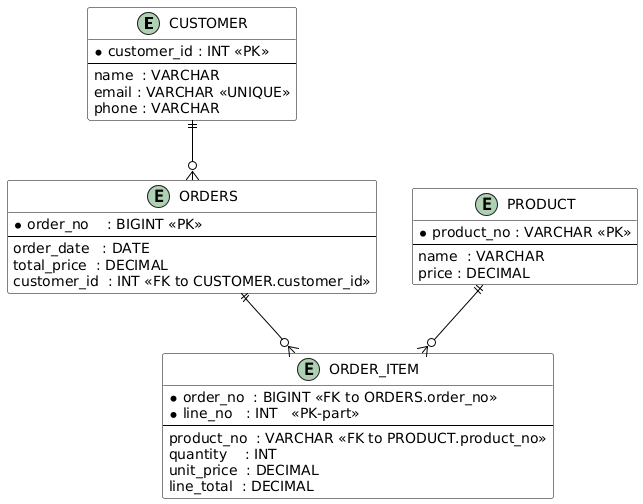 E CUSTOMER
customer_id : INT «PK»
name : VARCHAR
email : VARCHAR «UNIQUE»
phone : VARCHAR
E ORDERS
order_no : BIGINT «PK»
order_date : DATE
total_price : DECIMAL
customer_id : INT «FK to CUSTOMER.customer_id»
E PRODUCT
product_no : VARCHAR «PK»
name : VARCHAR
price : DECIMAL
E ORDER_ITEM
order_no : BIGINT «FK to ORDERS.order_no»
line_no : INT «PK-part»
product_no : VARCHAR «FK to PRODUCT.product_no»
quantity : INT
unit_price : DECIMAL
line_total : DECIMAL